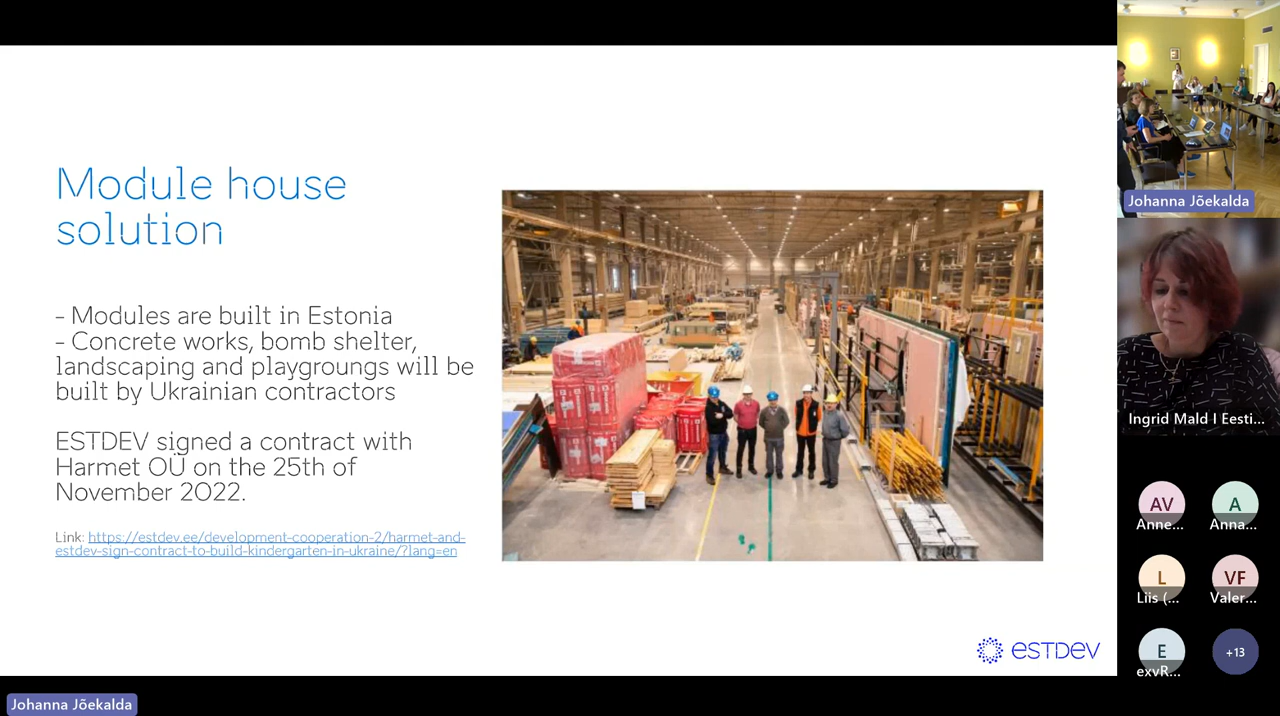 Module house
solution
- Modules are built in Estonia
- Concrete works, bomb shelter,
landscaping and playgroungs will be
built by Ukrainian contractors
ESTDEV signed a contract with
Harmet OÜ on the 25th of
November 2022.
Link: https://estdev.ee/development-cooperation-2/harmet-and-
estdev-sign-contract-to-build-kindergarten-in-ukraine/?lang=en
ESTDEV
Johanna Jõekalda
Johanna Jõekalda
Ingrid Mald I Eesti...
AV
Anne...
A
Anna...
L
Liis (...
VF
Valer...
E
exvR...
+13